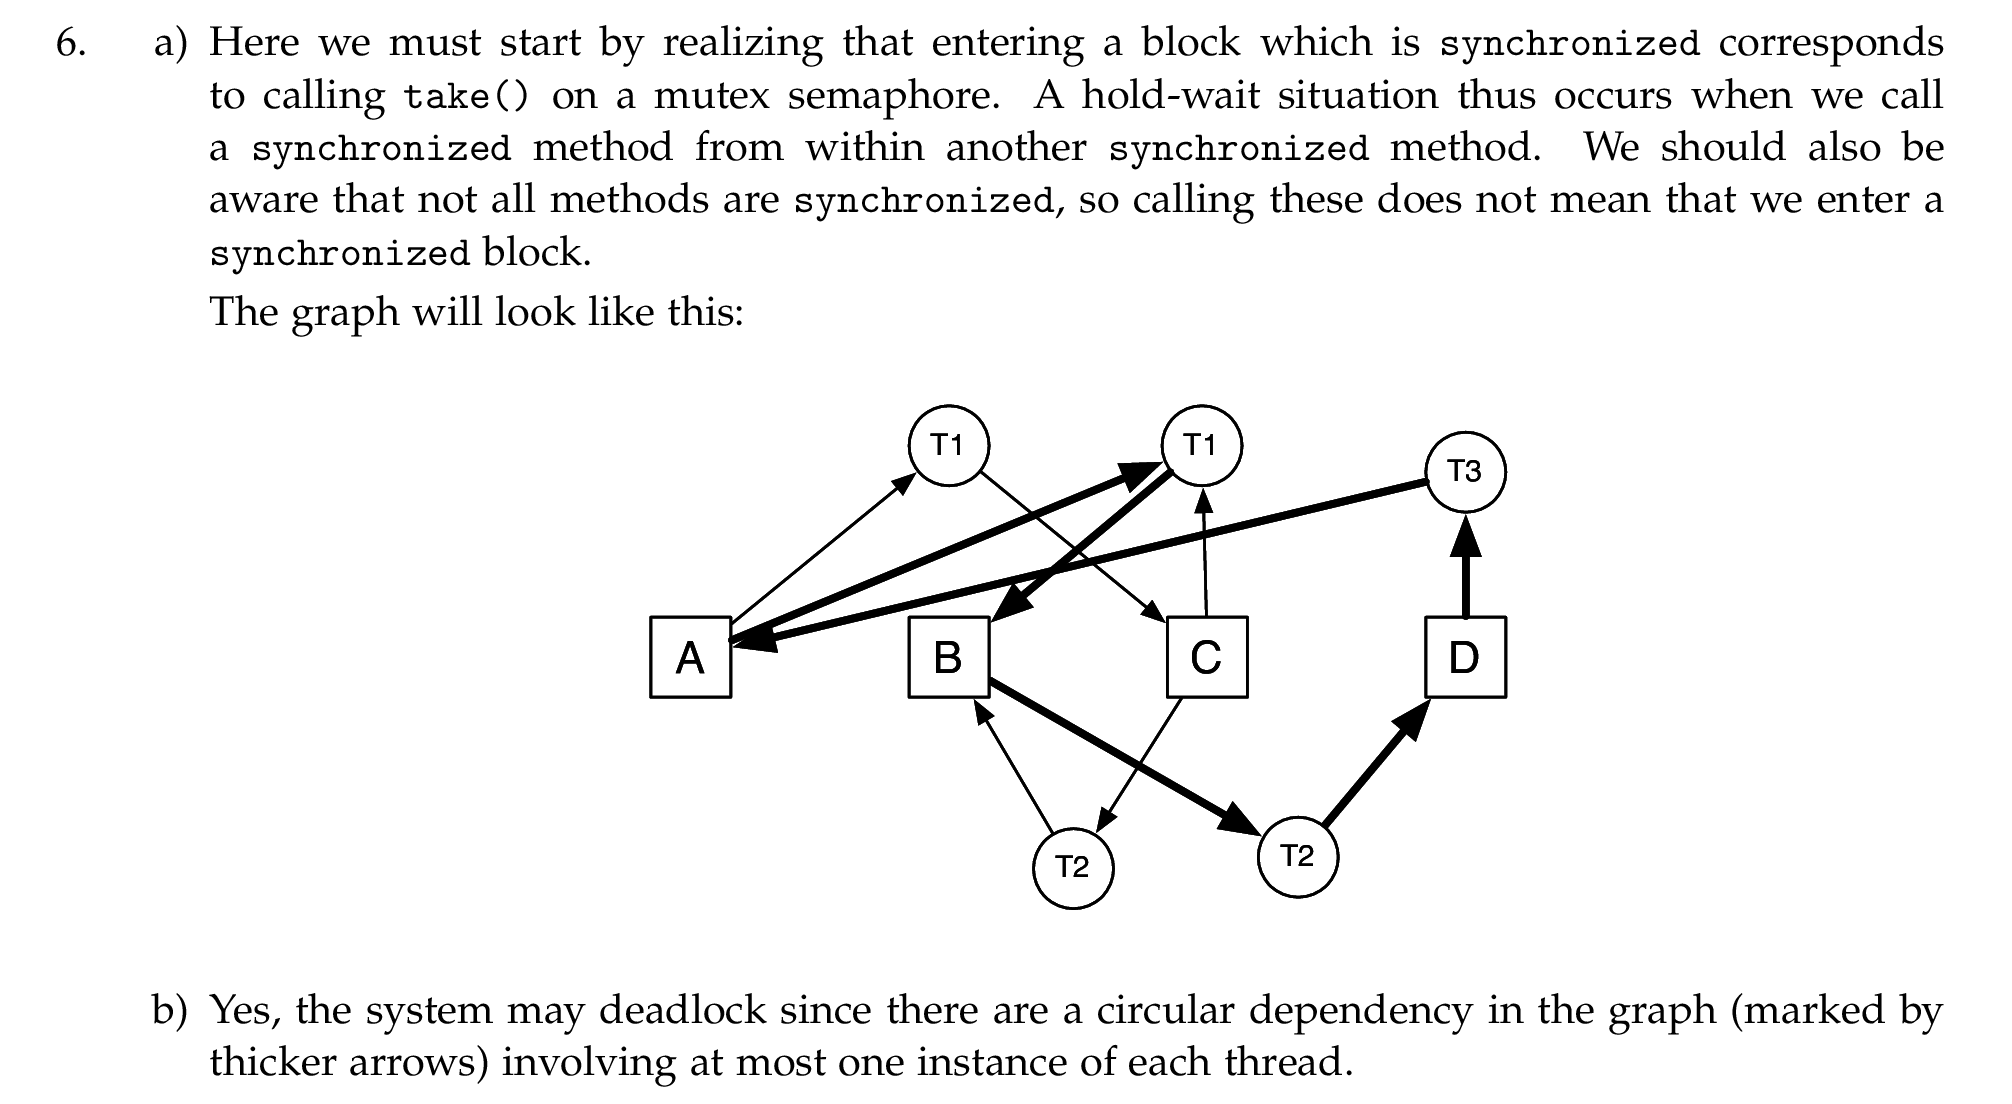 6. a) Here we must start by realizing that entering a block which is synchronized corresponds
to calling take() on a mutex semaphore. A hold-wait situation thus occurs when we call
a synchronized method from within another synchronized method. We should also be
aware that not all methods are synchronized, so calling these does not mean that we enter a
synchronized block.
The graph will look like this:
T1 T1 T3
A B C D
T2 T2
b) Yes, the system may deadlock since there are a circular dependency in the graph (marked by
thicker arrows) involving at most one instance of each thread.